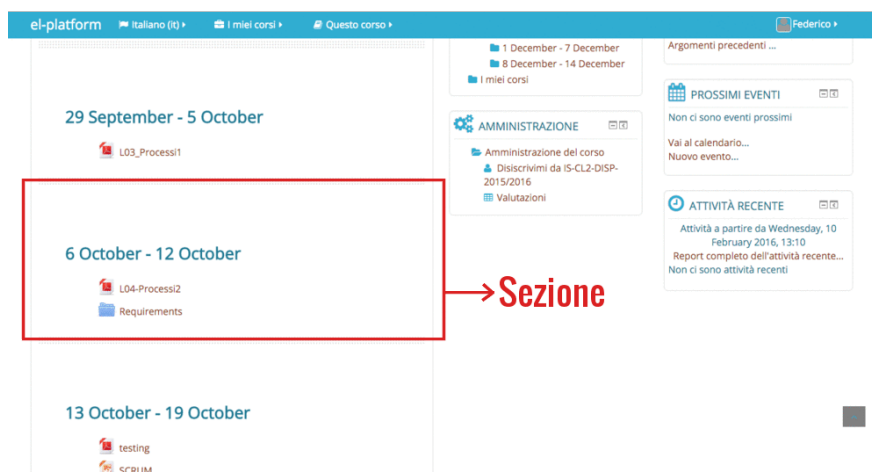 el-platform
Italiano (it)
I miei corsi
Questo corso
Federico
29 September - 5 October
L03_Processi1
6 October - 12 October
L04-Processi2
Requirements
13 October - 19 October
testing
SCRUM
1 December - 7 December
8 December - 14 December
I miei corsi
AMMINISTRAZIONE
Amministrazione del corso
Disiscrivimi da IS-CL2-DISP-
2015/2016
Valutazioni
Sezione
Argomenti precedenti ...
PROSSIMI EVENTI
Non ci sono eventi prossimi
Vai al calendario...
Nuovo evento...
ATTIVITÀ RECENTE
Attività a partire da Wednesday, 10
February 2016, 13:10
Report completo dell'attività recente...
Non ci sono attività recenti